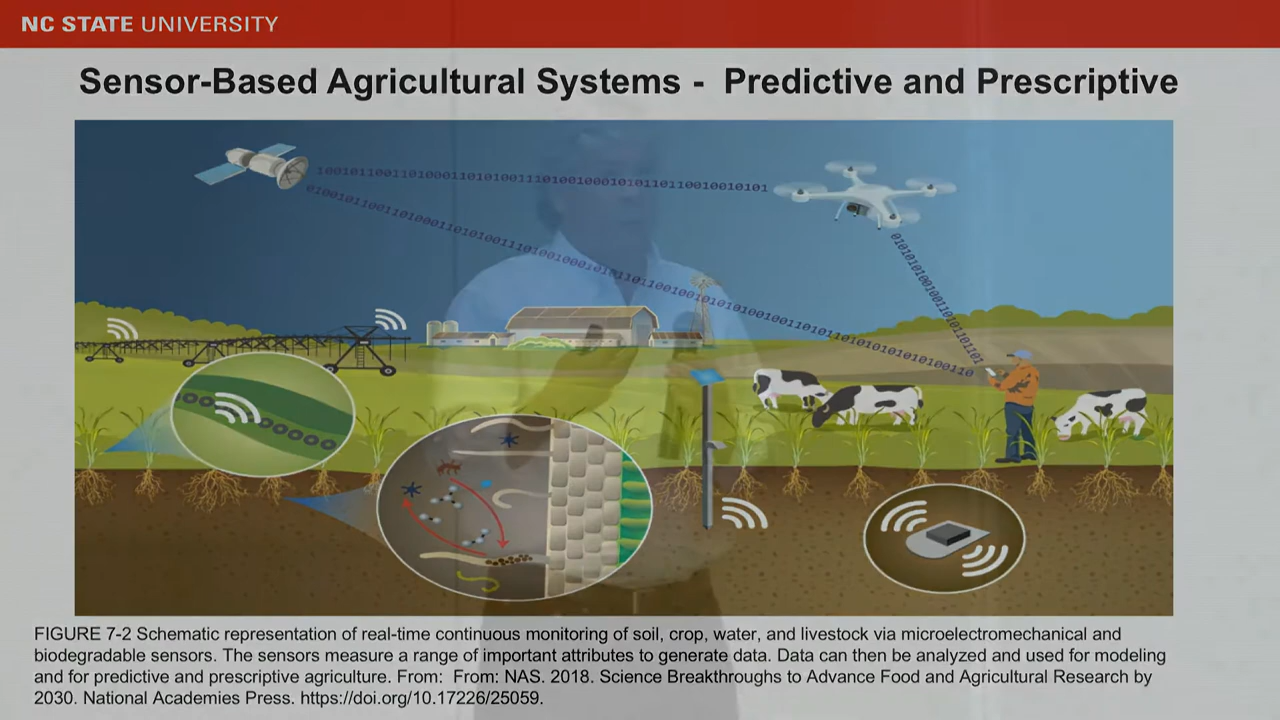 NC STATE UNIVERSITY
Sensor-Based Agricultural Systems - Predictive and Prescriptive
FIGURE 7-2 Schematic representation of real-time continuous monitoring of soil, crop, water, and livestock via microelectromechanical and
biodegradable sensors. The sensors measure a range of important attributes to generate data. Data can then be analyzed and used for modeling
and for predictive and prescriptive agriculture. From: From: NAS. 2018. Science Breakthroughs to Advance Food and Agricultural Research by
2030. National Academies Press. https://doi.org/10.17226/25059.